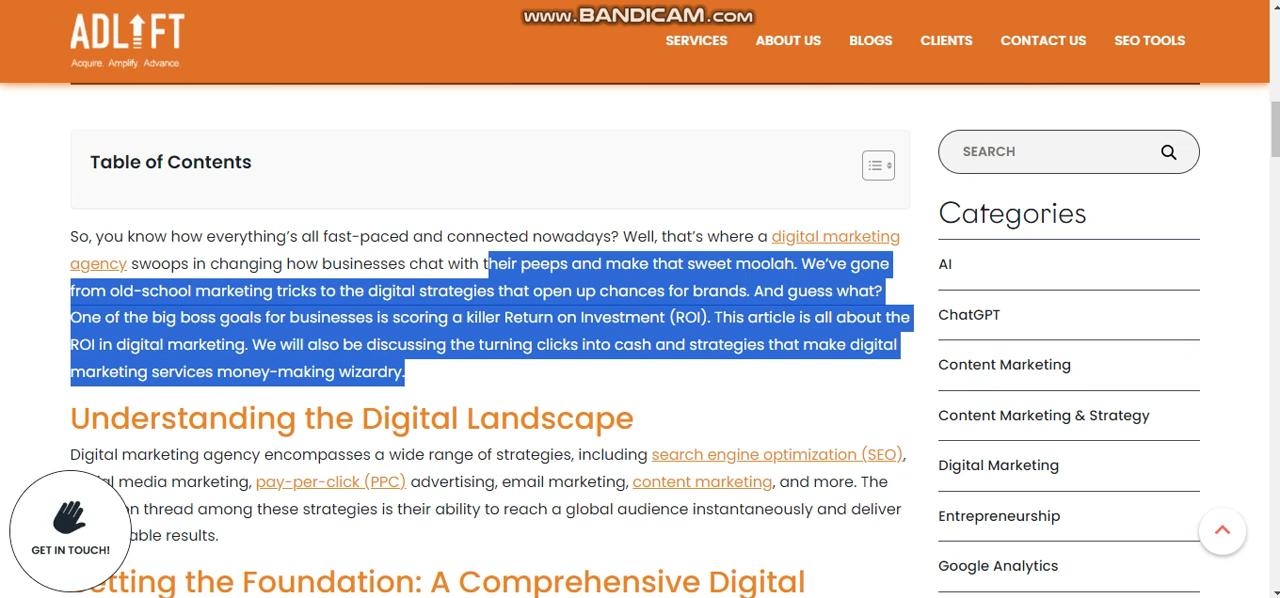 www.BANDICAM.com
ADLIFT
Acquire. Amplify. Advance.
SERVICES ABOUT US BLOGS CLIENTS CONTACT US SEO TOOLS
Table of Contents
So, you know how everything’s all fast-paced and connected nowadays? Well, that’s where a digital marketing
agency swoops in changing how businesses chat with their peeps and make that sweet moolah. We’ve gone
from old-school marketing tricks to the digital strategies that open up chances for brands. And guess what?
One of the big boss goals for businesses is scoring a killer Return on Investment (ROI). This article is all about the
ROI in digital marketing. We will also be discussing the turning clicks into cash and strategies that make digital
marketing services money-making wizardry.
Understanding the Digital Landscape
Digital marketing agency encompasses a wide range of strategies, including search engine optimization (SEO),
media marketing, pay-per-click (PPC) advertising, email marketing, content marketing, and more. The
thread among these strategies is their ability to reach a global audience instantaneously and deliver
results.
the Foundation: A Comprehensive Digital
GET IN TOUCH!
SEARCH
Categories
AI
ChatGPT
Content Marketing
Content Marketing & Strategy
Digital Marketing
Entrepreneurship
Google Analytics